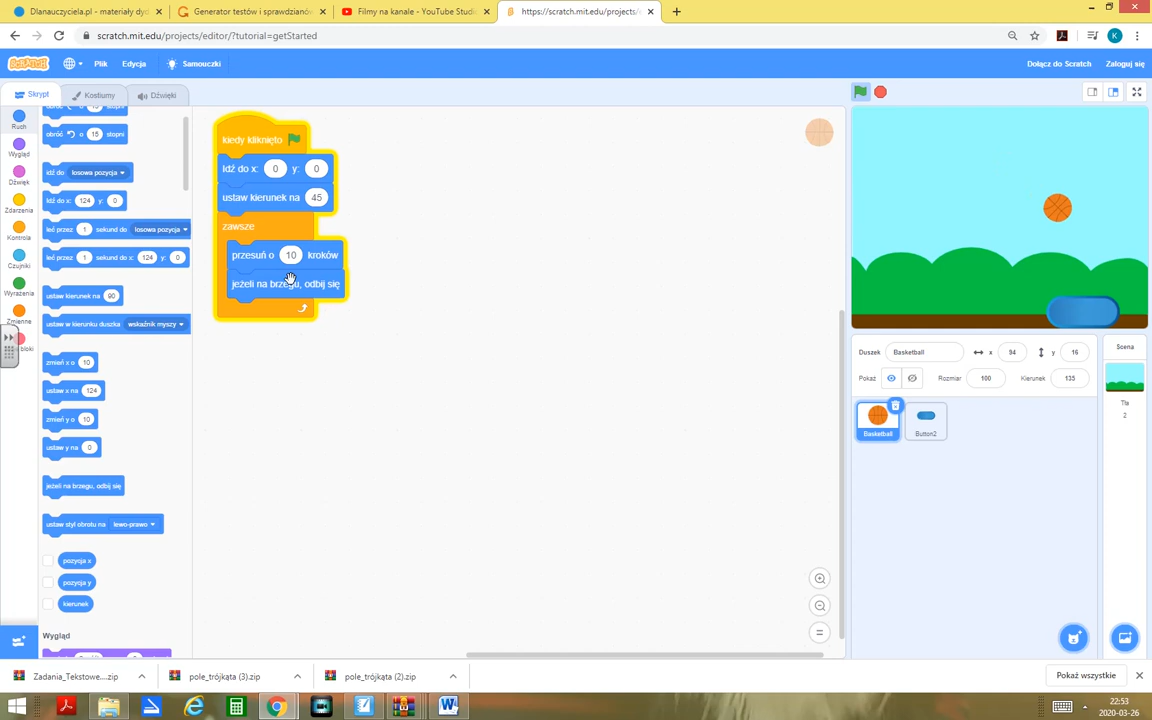 Dlanauczyciela.pl - materiały dyd
Generator testów i sprawdzianów
Filmy na kanale - YouTube Studi
https://scratch.mit.edu/projects/
scratch.mit.edu/projects/editor/?tutorial=getStarted
K
SCRATCH
Plik
Edycja
Samouczki
Dołącz do Scratch
Zaloguj się
Skrypt
Kostiumy
Dźwięki
Ruch
Wygląd
Dźwięk
Zdarzenia
Kontrola
Czujniki
Wyrażenia
Zmienne
bloki
obróć o 15 stopni
obróć o 15 stopni
idź do losowa pozycja
idź do x: 124 y: 0
leć przez 1 sekund do losowa pozycja
leć przez 1 sekund do x: 124 y: 0
ustaw kierunek na 90
ustaw w kierunku duszka wskaźnik myszy
zmień x o 10
ustaw x na 124
zmień y o 10
ustaw y na 0
jeżeli na brzegu, odbij się
ustaw styl obrotu na lewo-prawo
pozycja x
pozycja y
kierunek
Wygląd
kiedy kliknięto
idź do x: 0 y: 0
ustaw kierunek na 45
zawsze
przesuń o 10 kroków
jeżeli na brzegu, odbij się
Duszek Basketball x 94 y 16
Pokaż Rozmiar 100 Kierunek 135
Basketball
Button2
Scena
Tła
2
Zadania_Tekstowe....zip
pole_trójkąta (3).zip
pole_trójkąta (2).zip
Pokaż wszystkie
22:53
2020-03-26